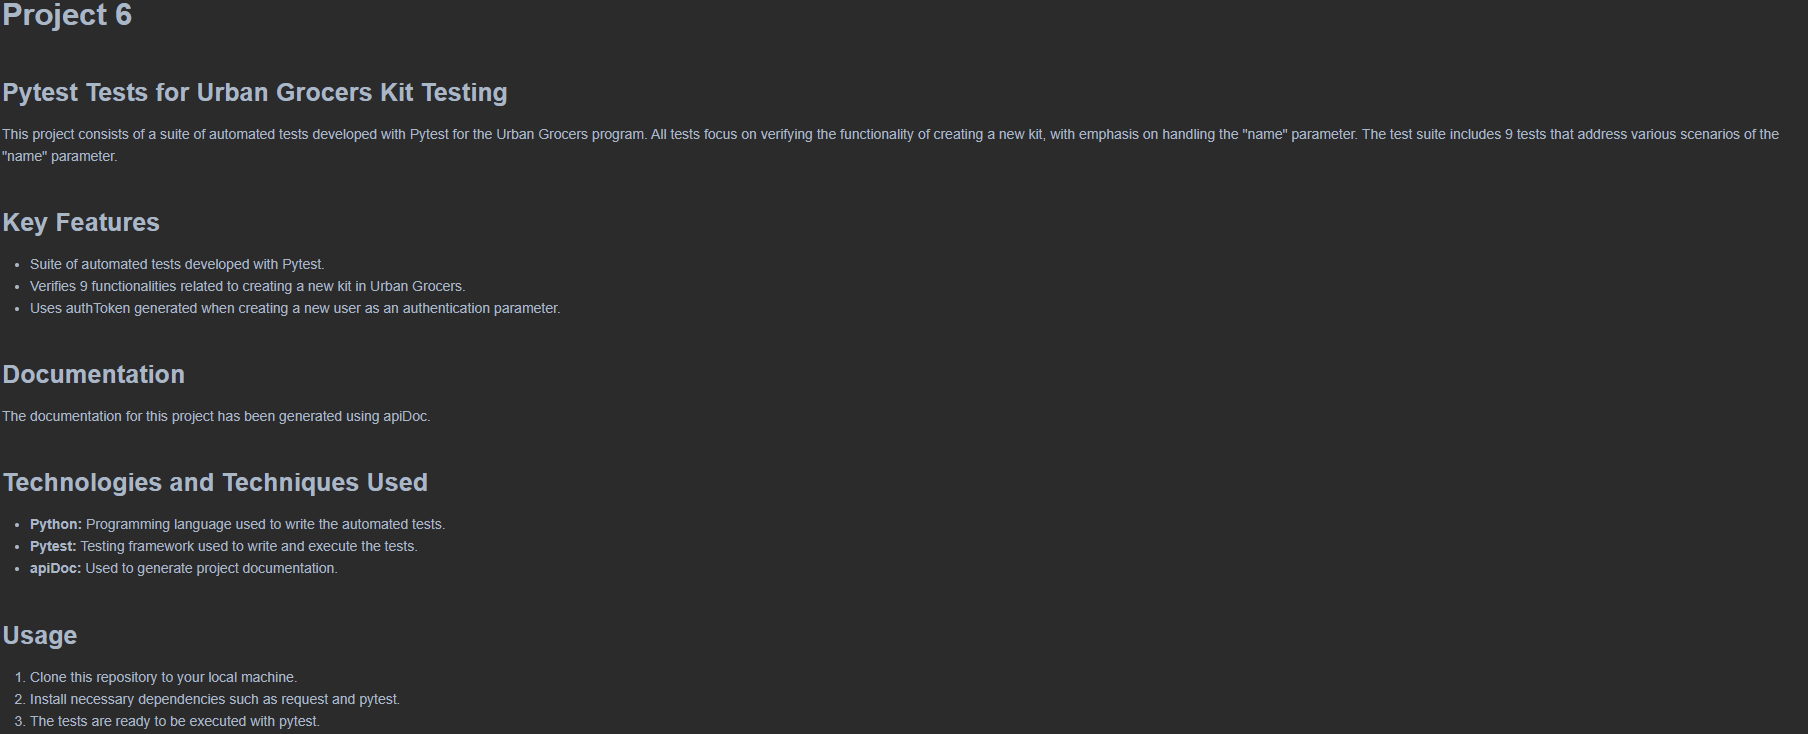 Project 6
Pytest Tests for Urban Grocers Kit Testing
This project consists of a suite of automated tests developed with Pytest for the Urban Grocers program. All tests focus on verifying the functionality of creating a new kit, with emphasis on handling the "name" parameter. The test suite includes 9 tests that address various scenarios of the
"name" parameter.
Key Features
• Suite of automated tests developed with Pytest.
• Verifies 9 functionalities related to creating a new kit in Urban Grocers.
• Uses authToken generated when creating a new user as an authentication parameter.
Documentation
The documentation for this project has been generated using apiDoc.
Technologies and Techniques Used
• Python: Programming language used to write the automated tests.
• Pytest: Testing framework used to write and execute the tests.
• apiDoc: Used to generate project documentation.
Usage
1. Clone this repository to your local machine.
2. Install necessary dependencies such as request and pytest.
3. The tests are ready to be executed with pytest.